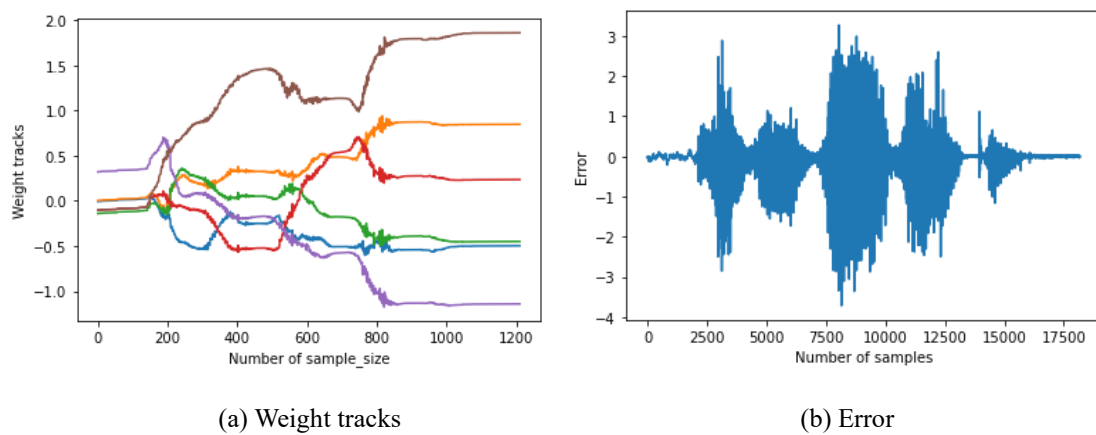 2.0
1.5
1.0
0.5
0.0
−0.5
−1.0
Weight tracks
0 200 400 600 800 1000 1200
Number of sample_size
(a) Weight tracks
3
2
1
0
−1
−2
−3
−4
Error
0 2500 5000 7500 10000 12500 15000 17500
Number of samples
(b) Error